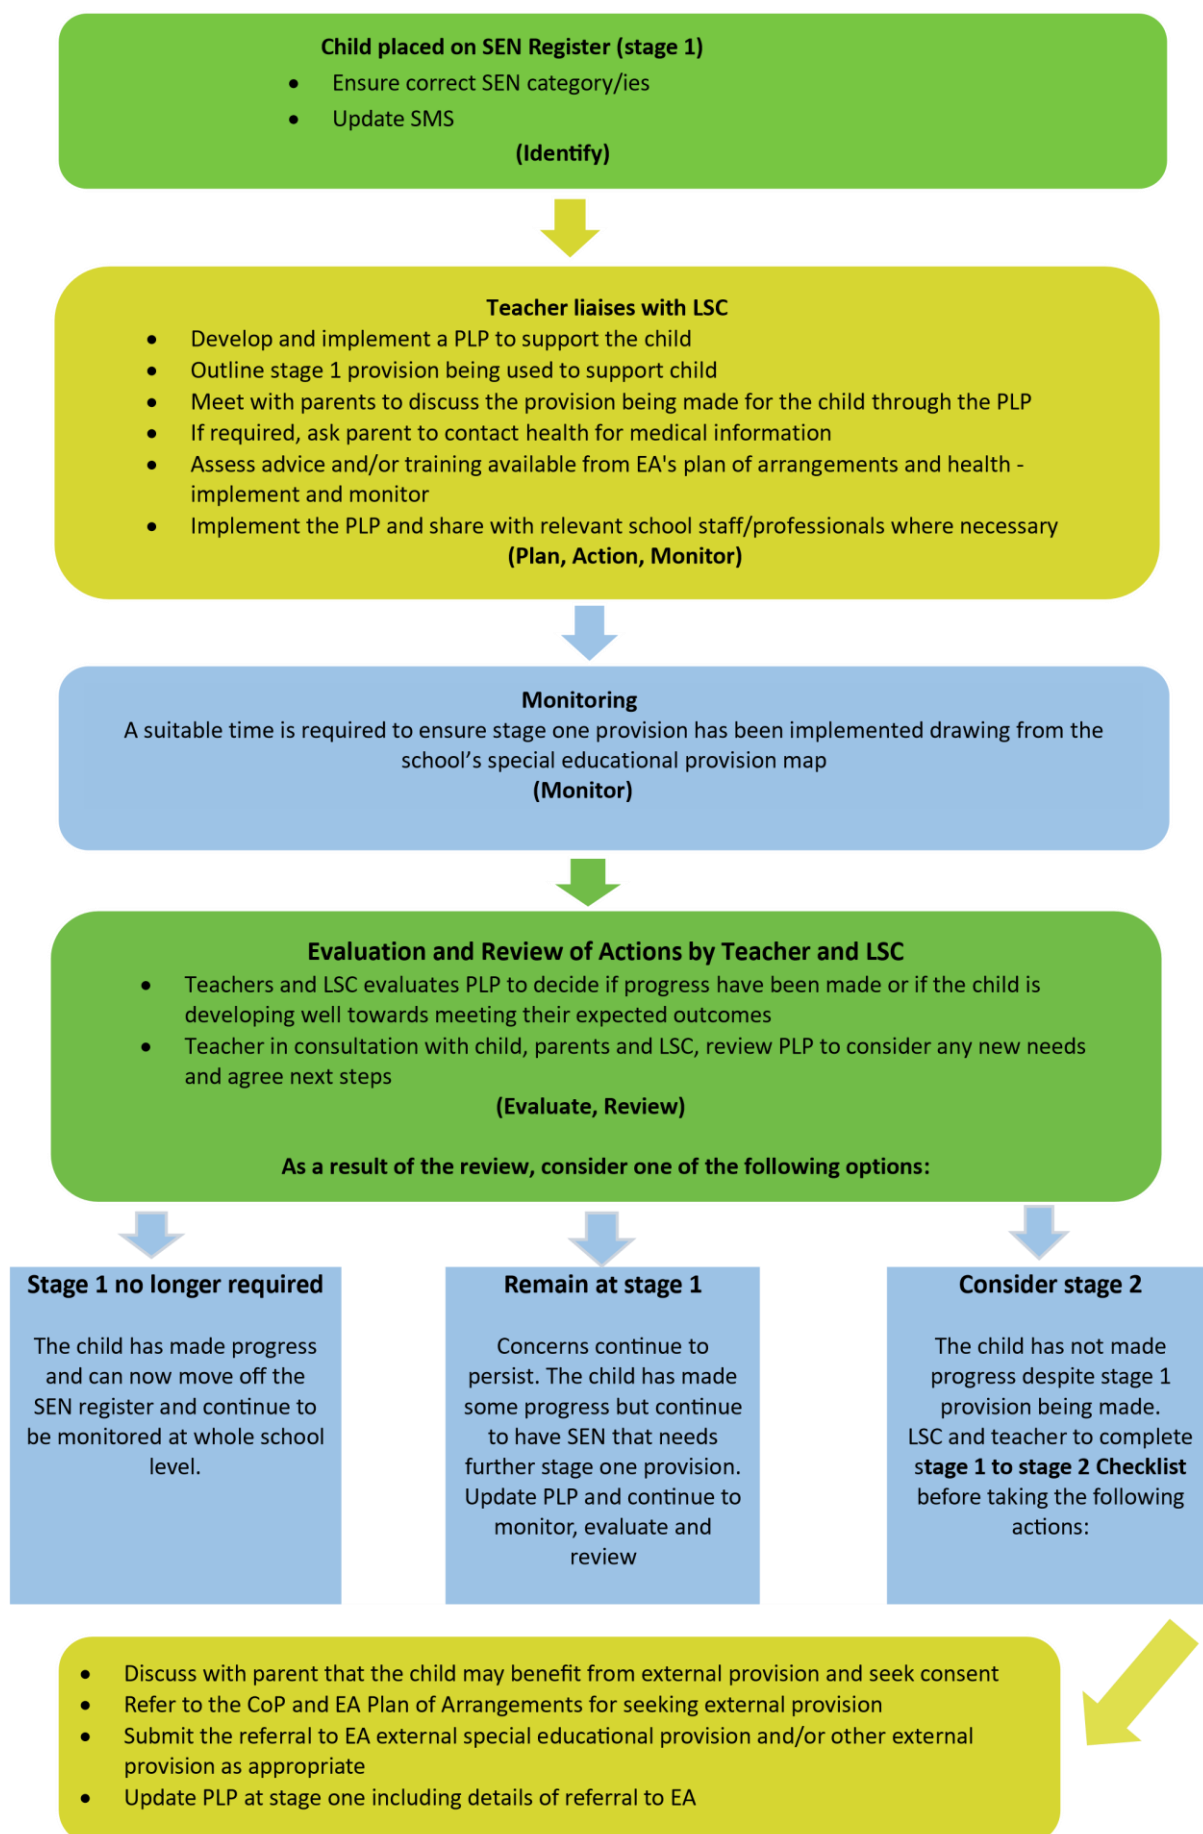 Child placed on SEN Register (stage 1)
• Ensure correct SEN category/ies
• Update SMS
(Identify)
Teacher liaises with LSC
• Develop and implement a PLP to support the child
• Outline stage 1 provision being used to support child
• Meet with parents to discuss the provision being made for the child through the PLP
• If required, ask parent to contact health for medical information
• Assess advice and/or training available from EA's plan of arrangements and health -
implement and monitor
• Implement the PLP and share with relevant school staff/professionals where necessary
(Plan, Action, Monitor)
Monitoring
A suitable time is required to ensure stage one provision has been implemented drawing from the
school’s special educational provision map
(Monitor)
Evaluation and Review of Actions by Teacher and LSC
• Teachers and LSC evaluates PLP to decide if progress have been made or if the child is
developing well towards meeting their expected outcomes
• Teacher in consultation with child, parents and LSC, review PLP to consider any new needs
and agree next steps
(Evaluate, Review)
As a result of the review, consider one of the following options:
Stage 1 no longer required
The child has made progress
and can now move off the
SEN register and continue to
be monitored at whole school
level.
Remain at stage 1
Concerns continue to
persist. The child has made
some progress but continue
to have SEN that needs
further stage one provision.
Update PLP and continue to
monitor, evaluate and
review
Consider stage 2
The child has not made
progress despite stage 1
provision being made.
LSC and teacher to complete
stage 1 to stage 2 Checklist
before taking the following
actions:
• Discuss with parent that the child may benefit from external provision and seek consent
• Refer to the CoP and EA Plan of Arrangements for seeking external provision
• Submit the referral to EA external special educational provision and/or other external
provision as appropriate
• Update PLP at stage one including details of referral to EA